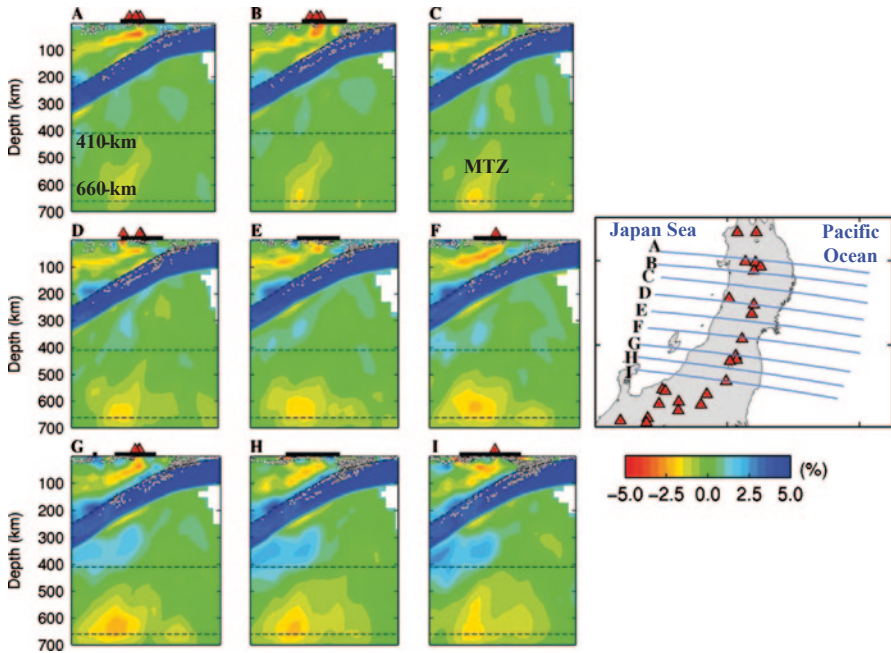 A
B
C
100
200
300
400
500
600
700
Depth (km)
410-km
660-km
MTZ
D
E
F
100
200
300
400
500
600
700
Depth (km)
Japan Sea
Pacific
Ocean
A
B
C
D
E
F
G
H
I
G
H
I
100
200
300
400
500
600
700
Depth (km)
(%)
−5.0 −2.5 0.0 2.5 5.0